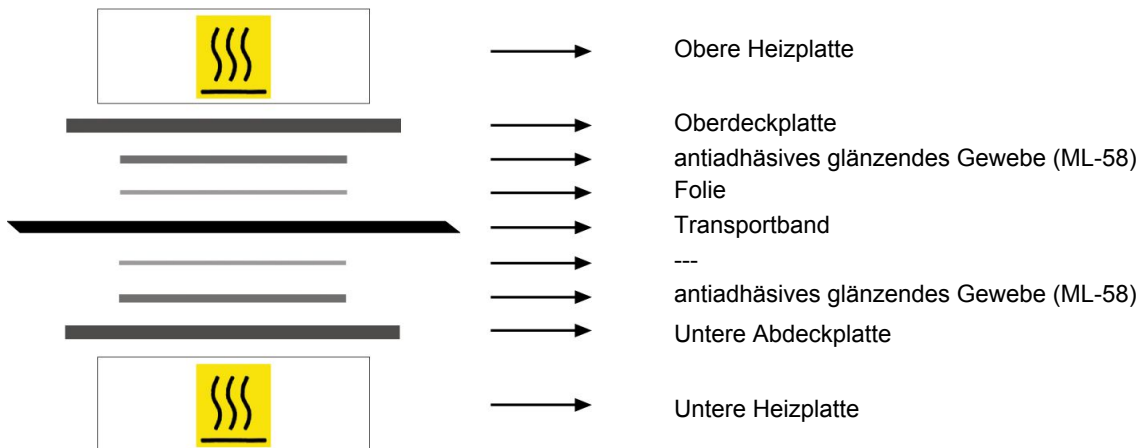 Obere Heizplatte
Oberdeckplatte
antiadhäsives glänzendes Gewebe (ML-58)
Folie
Transportband
---
antiadhäsives glänzendes Gewebe (ML-58)
Untere Abdeckplatte
Untere Heizplatte